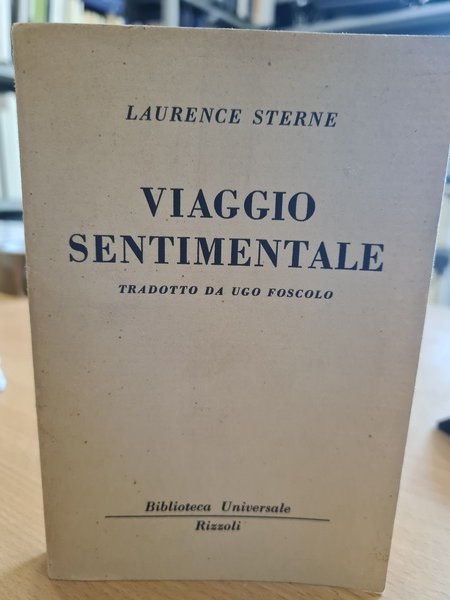 LAURENCE STERNE
VIAGGIO
SENTIMENTALE
TRADOTTO DA UGO FOSCOLO
Biblioteca Universale
Rizzoli